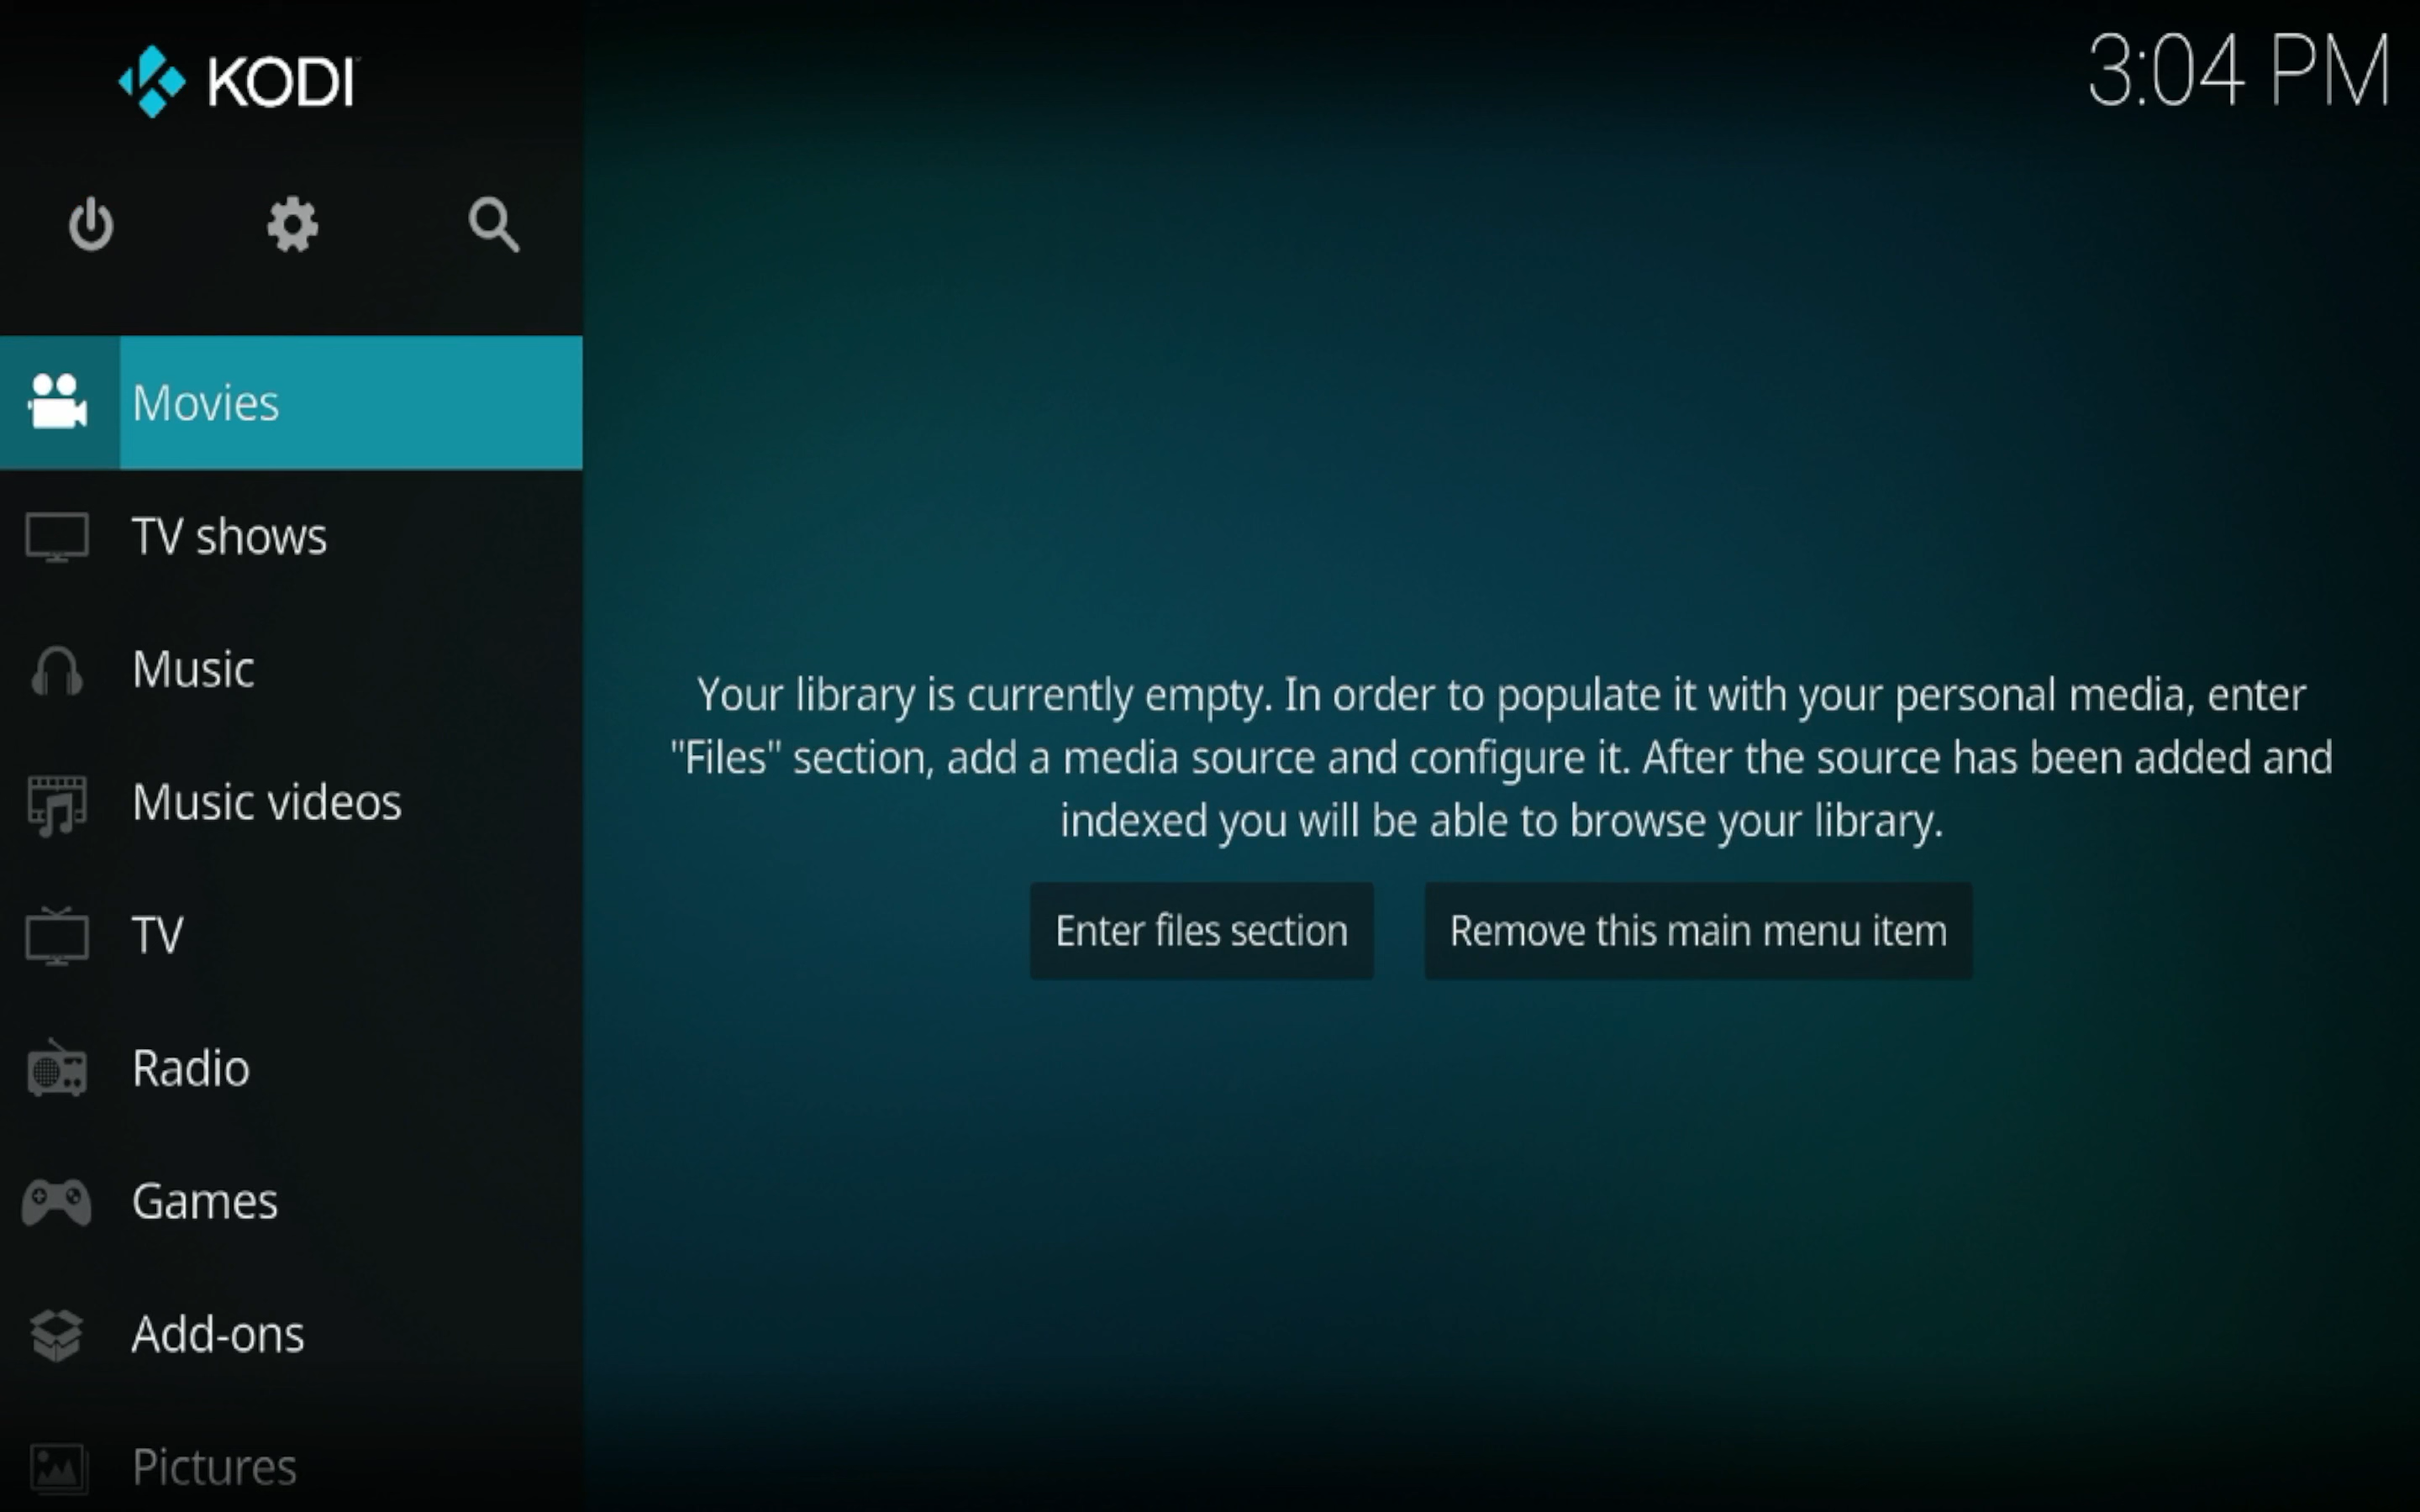 KODI
3:04 PM
Movies
TV shows
Music
Music videos
TV
Radio
Games
Add-ons
Pictures
Your library is currently empty. In order to populate it with your personal media, enter
"Files" section, add a media source and configure it. After the source has been added and
indexed you will be able to browse your library.
Enter files section
Remove this main menu item